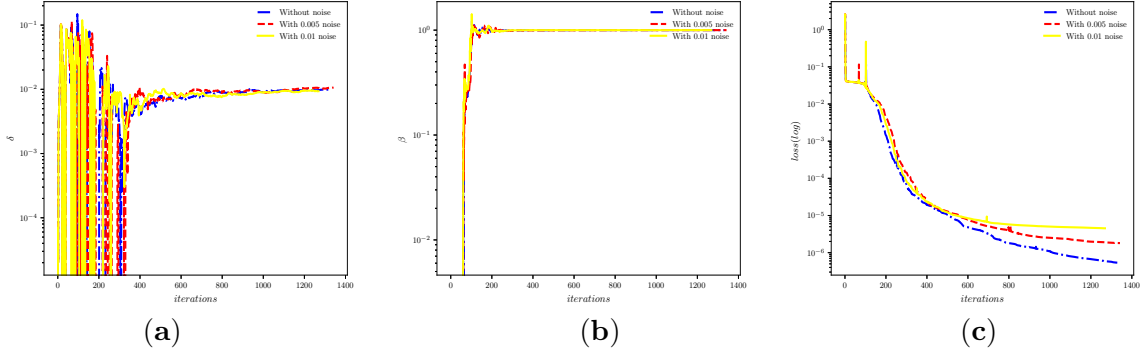 Without noise
With 0.005 noise
With 0.01 noise
10⁻¹
10⁻²
10⁻³
10⁻⁴
δ
0 200 400 600 800 1000 1200 1400
iterations
(a)
Without noise
With 0.005 noise
With 0.01 noise
10⁰
10⁻¹
10⁻²
β
0 200 400 600 800 1000 1200 1400
iterations
(b)
Without noise
With 0.005 noise
With 0.01 noise
10⁰
10⁻¹
10⁻²
10⁻³
10⁻⁴
10⁻⁵
10⁻⁶
loss(log)
0 200 400 600 800 1000 1200 1400
iterations
(c)